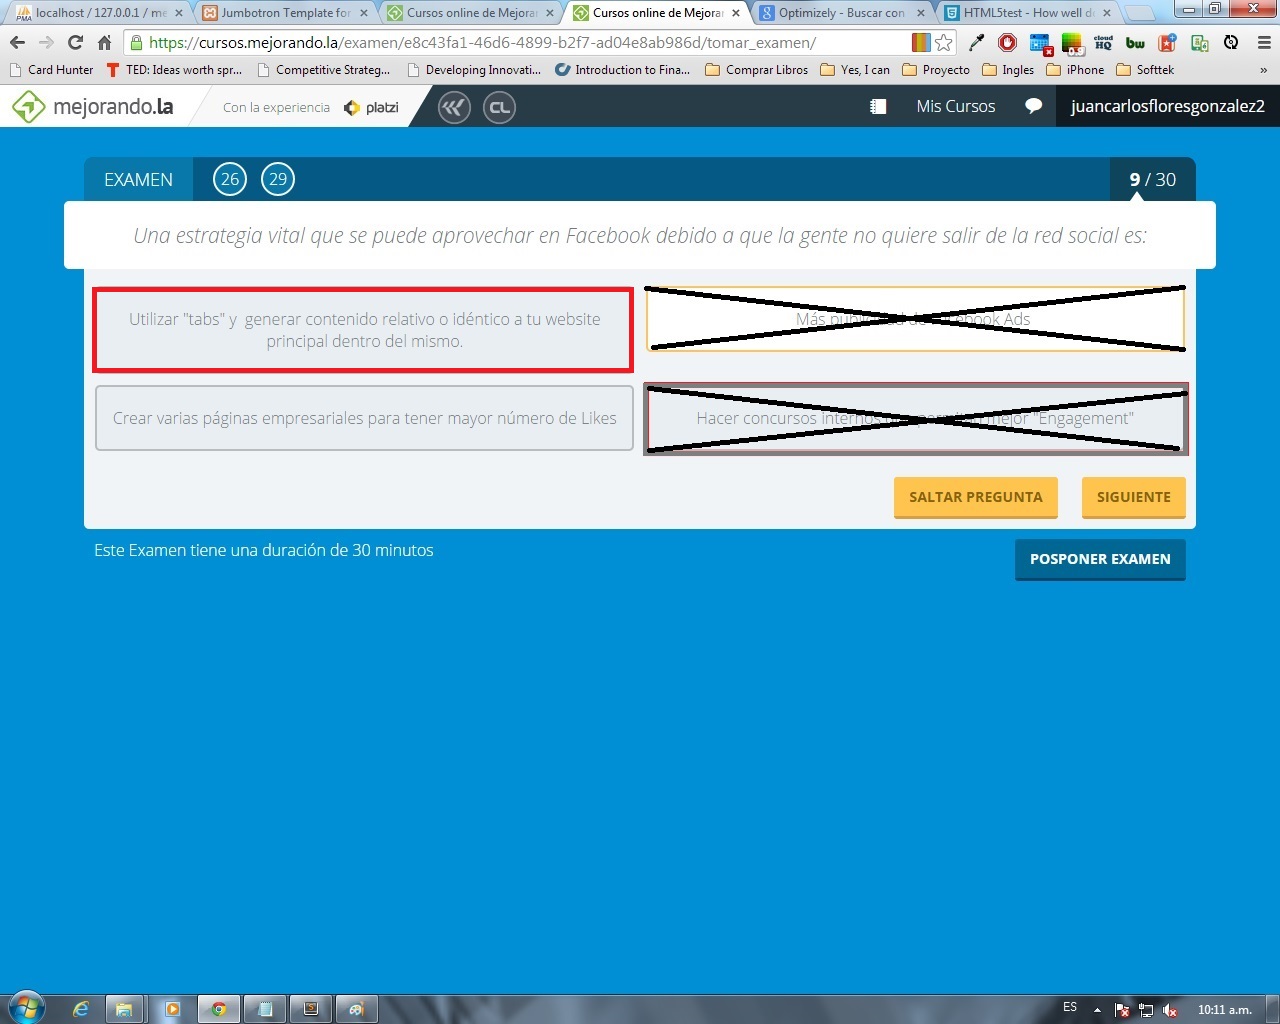 localhost / 127.0.0.1 / me
Jumbotron Template for
Cursos online de Mejorar
Cursos online de Mejorar
Optimizely - Buscar con
HTML5test - How well do
https://cursos.mejorando.la/examen/e8c43fa1-46d6-4899-b2f7-ad04e8ab986d/tomar_examen/
Card Hunter
TED: Ideas worth spr...
Competitive Strateg...
Developing Innovati...
Introduction to Fina...
Comprar Libros
Yes, I can
Proyecto
Ingles
iPhone
Softtek
»
mejorando.la
Con la experiencia
platzi
CL
Mis Cursos
juancarlosfloresgonzalez2
EXAMEN
26
29
9 / 30
Una estrategia vital que se puede aprovechar en Facebook debido a que la gente no quiere salir de la red social es:
Utilizar "tabs" y generar contenido relativo o idéntico a tu website
principal dentro del mismo.
Más publicidad de Facebook Ads
Crear varias páginas empresariales para tener mayor número de Likes
Hacer concursos internos permitan mejor "Engagement"
SALTAR PREGUNTA
SIGUIENTE
Este Examen tiene una duración de 30 minutos
POSPONER EXAMEN
ES
10:11 a.m.